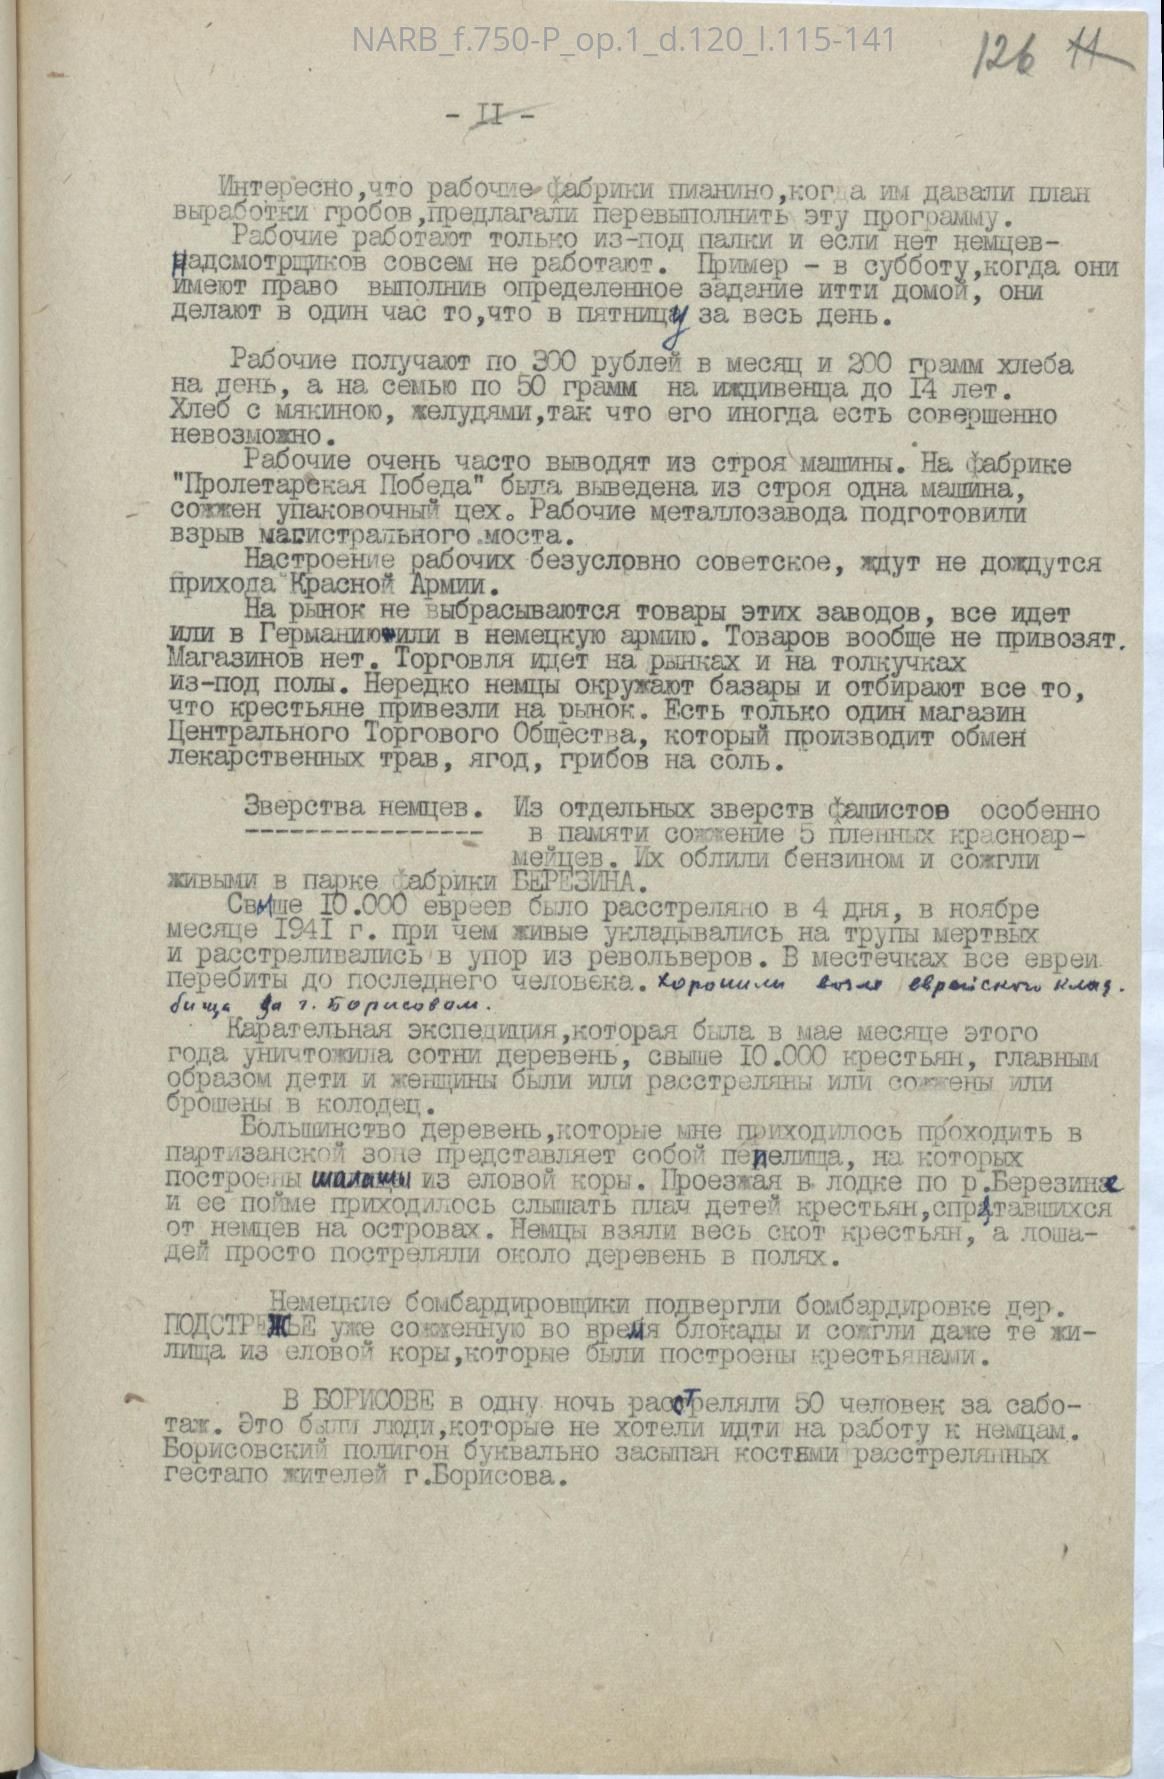 NARB_f.750-P_op.1_d.120_l.115-141
126 11
- II -
Интересно,что рабочие фабрики пианино,когда им давали план
выработки гробов,предлагали перевыполнить эту программу.
Рабочие работают только из-под палки и если нет немцев-
надсмотрщиков совсем не работают. Пример - в субботу,когда они
имеют право выполнив определенное задание итти домой, они
делают в один час то,что в пятницу за весь день.
Рабочие получают по 300 рублей в месяц и 200 грамм хлеба
на день, а на семью по 50 грамм на иждивенца до I4 лет.
Хлеб с мякиною, желудями,так что его иногда есть совершенно
невозможно.
Рабочие очень часто выводят из строя машины. На фабрике
"Пролетарская Победа" была выведена из строя одна машина,
сожжен упаковочный цех. Рабочие металлозавода подготовили
взрыв магистрального моста.
Настроение рабочих безусловно советское, ждут не дождутся
прихода Красной Армии.
На рынок не выбрасываются товары этих заводов, все идет
или в Германию или в немецкую армию. Товаров вообще не привозят.
Магазинов нет. Торговля идет на рынках и на толкучках
из-под полы. Нередко немцы окружают базары и отбирают все то,
что крестьяне привезли на рынок. Есть только один магазин
Центрального Торгового Общества, который производит обмен
лекарственных трав, ягод, грибов на соль.
Зверства немцев. Из отдельных зверств фашистов особенно
---------------- в памяти сожжение 5 пленных красноар-
мейцев. Их облили бензином и сожгли
живыми в парке фабрики БЕРЕЗИНА.
Свыше I0.000 евреев было расстреляно в 4 дня, в ноябре
месяце I94I г. при чем живые укладывались на трупы мертвых
и расстреливались в упор из револьверов. В местечках все евреи
перебиты до последнего человека. Хоронили возле еврейского клад.
бища за г. Борисовом.
Карательная экспедиция,которая была в мае месяце этого
года уничтожила сотни деревень, свыше I0.000 крестьян, главным
образом дети и женщины были или расстреляны или сожжены или
брошены в колодец.
Большинство деревень,которые мне приходилось проходить в
партизанской зоне представляет собой пепелища, на которых
построены шалаши из еловой коры. Проезжая в лодке по р.Березине
и ее пойме приходилось слышать плач детей крестьян,спрятавшихся
от немцев на островах. Немцы взяли весь скот крестьян, а лоша-
дей просто постреляли около деревень в полях.
Немецкие бомбардировщики подвергли бомбардировке дер.
ПОДСТРЕЖЬЕ уже сожженную во время блокады и сожгли даже те жи-
лища из еловой коры,которые были построены крестьянами.
В БОРИСОВЕ в одну ночь расстреляли 50 человек за сабо-
таж. Это были люди,которые не хотели идти на работу к немцам.
Борисовский полигон буквально засыпан костями расстрелянных
гестапо жителей г.Борисова.